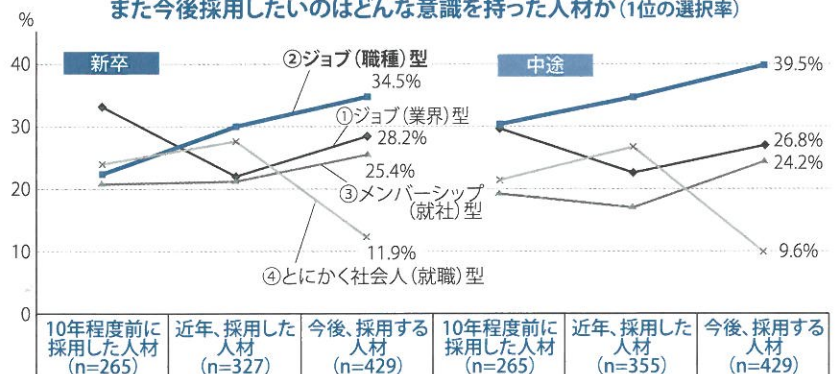 また今後採用したいのはどんな意識を持った人材か（1位の選択率）
%
40
30
20
10
0
新卒
②ジョブ（職種）型
34.5%
①ジョブ（業界）型
28.2%
25.4%
③メンバーシップ
（就社）型
11.9%
④とにかく社会人（就職）型
中途
39.5%
26.8%
24.2%
9.6%
10年程度前に
採用した人材
(n=265)
近年、採用した
人材
(n=327)
今後、採用する
人材
(n=429)
10年程度前に
採用した人材
(n=265)
近年、採用した
人材
(n=355)
今後、採用する
人材
(n=429)